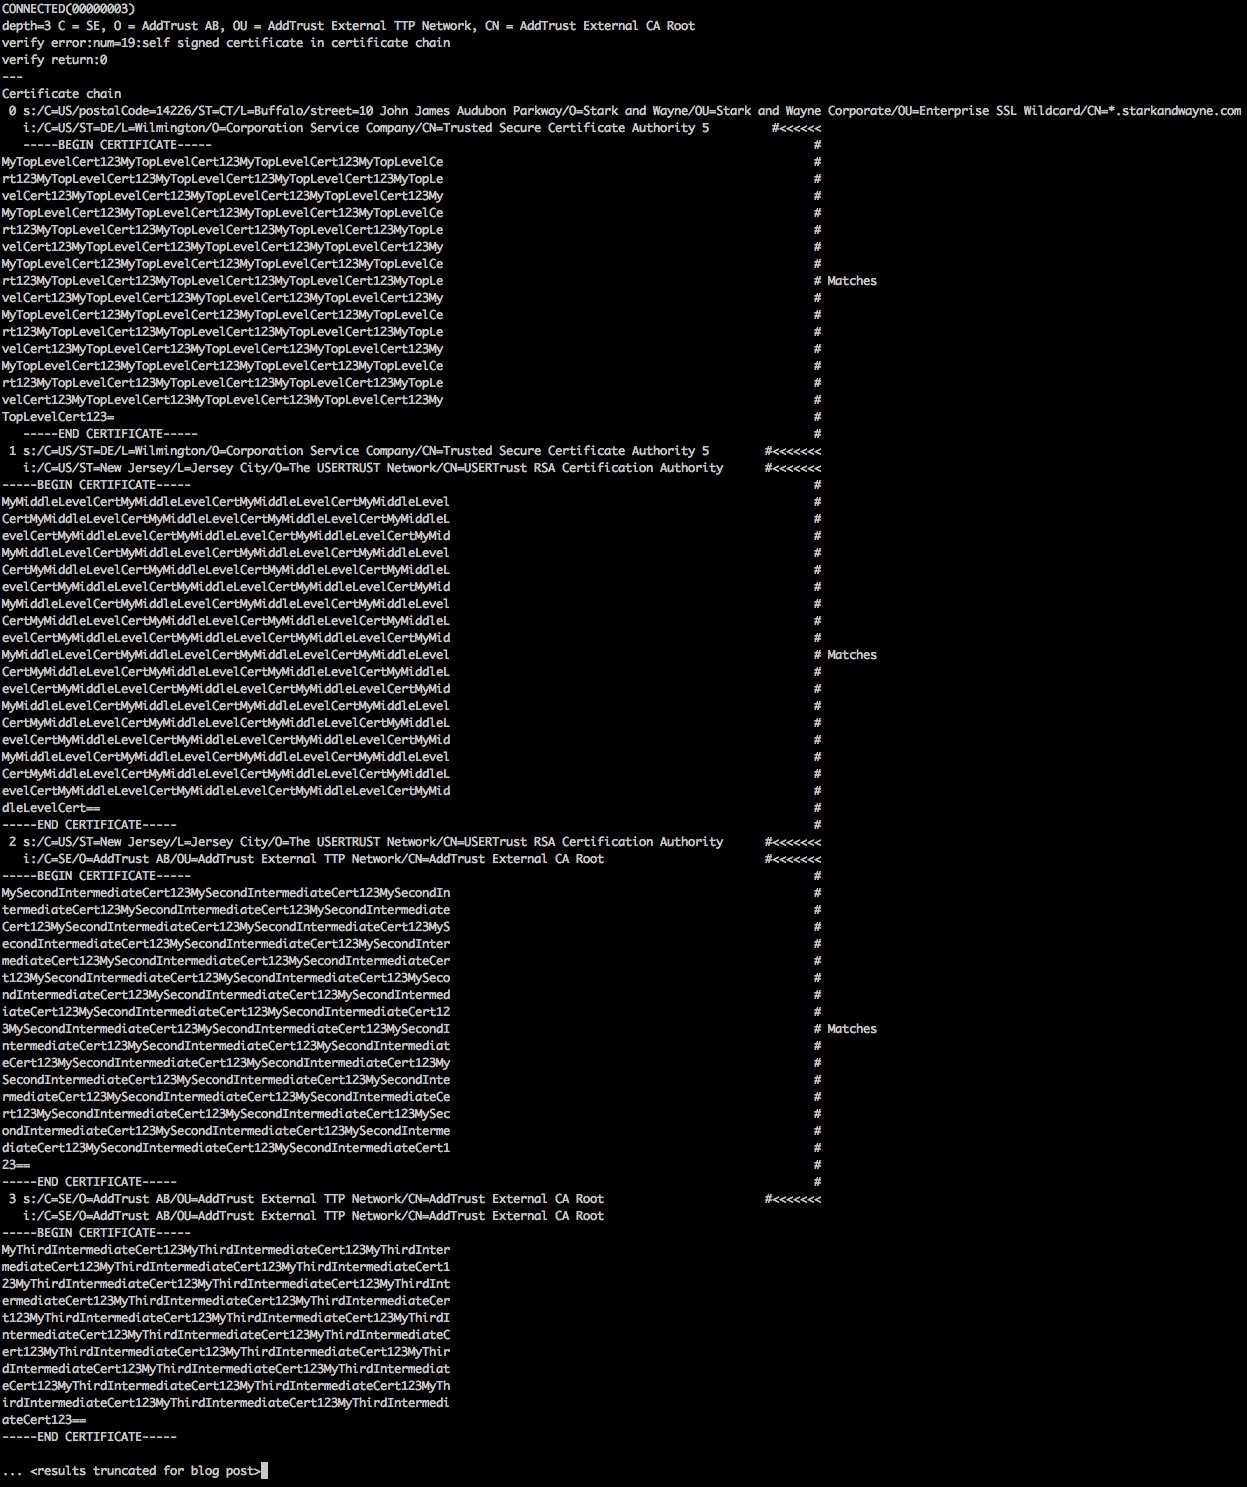 CONNECTED(00000003)
depth=3 C = SE, O = AddTrust AB, OU = AddTrust External TTP Network, CN = AddTrust External CA Root
verify error:num=19:self signed certificate in certificate chain
verify return:0
---
Certificate chain
 0 s:/C=US/postalCode=14226/ST=CT/L=Buffalo/street=10 John James Audubon Parkway/O=Stark and Wayne/OU=Stark and Wayne Corporate/OU=Enterprise SSL Wildcard/CN=*.starkandwayne.com
   i:/C=US/ST=DE/L=Wilmington/O=Corporation Service Company/CN=Trusted Secure Certificate Authority 5         #<<<<<<
   -----BEGIN CERTIFICATE-----                                                                                      #
MyTopLevelCert123MyTopLevelCert123MyTopLevelCert123MyTopLevelCe                                                     #
rt123MyTopLevelCert123MyTopLevelCert123MyTopLevelCert123MyTopLe                                                     #
velCert123MyTopLevelCert123MyTopLevelCert123MyTopLevelCert123My                                                     #
MyTopLevelCert123MyTopLevelCert123MyTopLevelCert123MyTopLevelCe                                                     #
rt123MyTopLevelCert123MyTopLevelCert123MyTopLevelCert123MyTopLe                                                     #
velCert123MyTopLevelCert123MyTopLevelCert123MyTopLevelCert123My                                                     #
MyTopLevelCert123MyTopLevelCert123MyTopLevelCert123MyTopLevelCe                                                     #
rt123MyTopLevelCert123MyTopLevelCert123MyTopLevelCert123MyTopLe                                                     # Matches
velCert123MyTopLevelCert123MyTopLevelCert123MyTopLevelCert123My                                                     #
MyTopLevelCert123MyTopLevelCert123MyTopLevelCert123MyTopLevelCe                                                     #
rt123MyTopLevelCert123MyTopLevelCert123MyTopLevelCert123MyTopLe                                                     #
velCert123MyTopLevelCert123MyTopLevelCert123MyTopLevelCert123My                                                     #
MyTopLevelCert123MyTopLevelCert123MyTopLevelCert123MyTopLevelCe                                                     #
rt123MyTopLevelCert123MyTopLevelCert123MyTopLevelCert123MyTopLe                                                     #
velCert123MyTopLevelCert123MyTopLevelCert123MyTopLevelCert123My                                                     #
TopLevelCert123=                                                                                                    #
   -----END CERTIFICATE-----                                                                                        #
 1 s:/C=US/ST=DE/L=Wilmington/O=Corporation Service Company/CN=Trusted Secure Certificate Authority 5        #<<<<<<<
   i:/C=US/ST=New Jersey/L=Jersey City/O=The USERTRUST Network/CN=USERTrust RSA Certification Authority      #<<<<<<<
-----BEGIN CERTIFICATE-----                                                                                         #
MyMiddleLevelCertMyMiddleLevelCertMyMiddleLevelCertMyMiddleLevel                                                    #
CertMyMiddleLevelCertMyMiddleLevelCertMyMiddleLevelCertMyMiddleL                                                    #
evelCertMyMiddleLevelCertMyMiddleLevelCertMyMiddleLevelCertMyMid                                                    #
MyMiddleLevelCertMyMiddleLevelCertMyMiddleLevelCertMyMiddleLevel                                                    #
CertMyMiddleLevelCertMyMiddleLevelCertMyMiddleLevelCertMyMiddleL                                                    #
evelCertMyMiddleLevelCertMyMiddleLevelCertMyMiddleLevelCertMyMid                                                    #
MyMiddleLevelCertMyMiddleLevelCertMyMiddleLevelCertMyMiddleLevel                                                    #
CertMyMiddleLevelCertMyMiddleLevelCertMyMiddleLevelCertMyMiddleL                                                    #
evelCertMyMiddleLevelCertMyMiddleLevelCertMyMiddleLevelCertMyMid                                                    #
MyMiddleLevelCertMyMiddleLevelCertMyMiddleLevelCertMyMiddleLevel                                                    # Matches
CertMyMiddleLevelCertMyMiddleLevelCertMyMiddleLevelCertMyMiddleL                                                    #
evelCertMyMiddleLevelCertMyMiddleLevelCertMyMiddleLevelCertMyMid                                                    #
MyMiddleLevelCertMyMiddleLevelCertMyMiddleLevelCertMyMiddleLevel                                                    #
CertMyMiddleLevelCertMyMiddleLevelCertMyMiddleLevelCertMyMiddleL                                                    #
evelCertMyMiddleLevelCertMyMiddleLevelCertMyMiddleLevelCertMyMid                                                    #
MyMiddleLevelCertMyMiddleLevelCertMyMiddleLevelCertMyMiddleLevel                                                    #
CertMyMiddleLevelCertMyMiddleLevelCertMyMiddleLevelCertMyMiddleL                                                    #
evelCertMyMiddleLevelCertMyMiddleLevelCertMyMiddleLevelCertMyMid                                                    #
dleLevelCert==                                                                                                      #
-----END CERTIFICATE-----                                                                                           #
 2 s:/C=US/ST=New Jersey/L=Jersey City/O=The USERTRUST Network/CN=USERTrust RSA Certification Authority      #<<<<<<<
   i:/C=SE/O=AddTrust AB/OU=AddTrust External TTP Network/CN=AddTrust External CA Root                       #<<<<<<<
-----BEGIN CERTIFICATE-----                                                                                         #
MySecondIntermediateCert123MySecondIntermediateCert123MySecondIn                                                    #
termediateCert123MySecondIntermediateCert123MySecondIntermediate                                                    #
Cert123MySecondIntermediateCert123MySecondIntermediateCert123MyS                                                    #
econdIntermediateCert123MySecondIntermediateCert123MySecondInter                                                    #
mediateCert123MySecondIntermediateCert123MySecondIntermediateCer                                                    #
t123MySecondIntermediateCert123MySecondIntermediateCert123MySeco                                                    #
ndIntermediateCert123MySecondIntermediateCert123MySecondIntermed                                                    #
iateCert123MySecondIntermediateCert123MySecondIntermediateCert12                                                    #
3MySecondIntermediateCert123MySecondIntermediateCert123MySecondI                                                    # Matches
ntermediateCert123MySecondIntermediateCert123MySecondIntermediat                                                    #
eCert123MySecondIntermediateCert123MySecondIntermediateCert123My                                                    #
SecondIntermediateCert123MySecondIntermediateCert123MySecondInte                                                    #
rmediateCert123MySecondIntermediateCert123MySecondIntermediateCe                                                    #
rt123MySecondIntermediateCert123MySecondIntermediateCert123MySec                                                    #
ondIntermediateCert123MySecondIntermediateCert123MySecondInterme                                                    #
diateCert123MySecondIntermediateCert123MySecondIntermediateCert1                                                    #
23==                                                                                                                #
-----END CERTIFICATE-----                                                                                           #
 3 s:/C=SE/O=AddTrust AB/OU=AddTrust External TTP Network/CN=AddTrust External CA Root                       #<<<<<<<
   i:/C=SE/O=AddTrust AB/OU=AddTrust External TTP Network/CN=AddTrust External CA Root
-----BEGIN CERTIFICATE-----
MyThirdIntermediateCert123MyThirdIntermediateCert123MyThirdInter
mediateCert123MyThirdIntermediateCert123MyThirdIntermediateCert1
23MyThirdIntermediateCert123MyThirdIntermediateCert123MyThirdInt
ermediateCert123MyThirdIntermediateCert123MyThirdIntermediateCer
t123MyThirdIntermediateCert123MyThirdIntermediateCert123MyThirdI
ntermediateCert123MyThirdIntermediateCert123MyThirdIntermediateC
ert123MyThirdIntermediateCert123MyThirdIntermediateCert123MyThir
dIntermediateCert123MyThirdIntermediateCert123MyThirdIntermediat
eCert123MyThirdIntermediateCert123MyThirdIntermediateCert123MyTh
irdIntermediateCert123MyThirdIntermediateCert123MyThirdIntermedi
ateCert123==
-----END CERTIFICATE-----
... <results truncated for blog post>